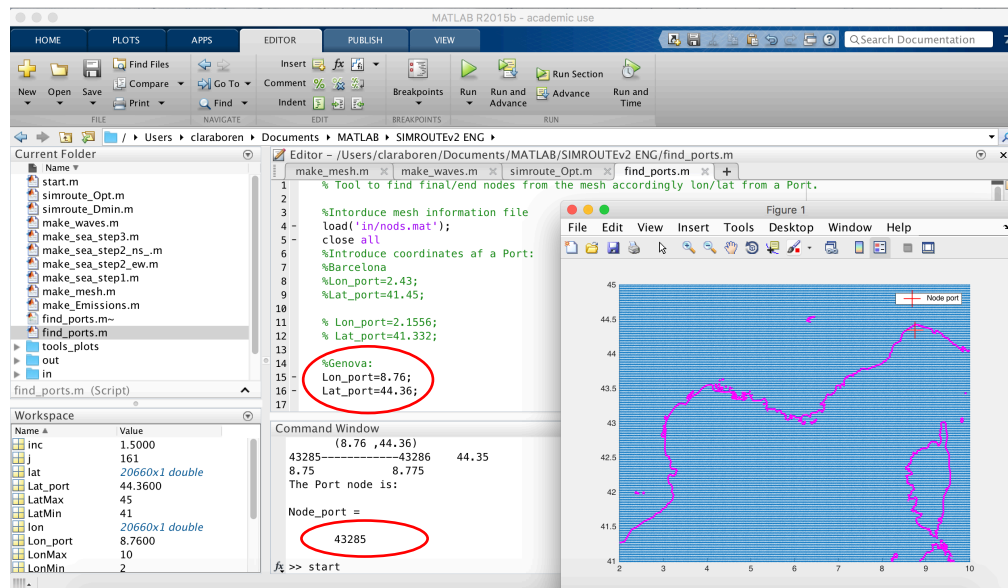 MATLAB R2015b - academic use
HOME PLOTS APPS EDITOR PUBLISH VIEW
Search Documentation
New Open Save Find Files Compare Print
Go To Find
Insert fx Comment Indent
Breakpoints Run Run and Advance Run Section Advance Run and Time
FILE NAVIGATE EDIT BREAKPOINTS RUN
/ Users claraboren Documents MATLAB SIMROUTEv2 ENG
Current Folder
Name
start.m
simroute_Opt.m
simroute_Dmin.m
make_waves.m
make_sea_step3.m
make_sea_step2_ns_.m
make_sea_step2_ew.m
make_sea_step1.m
make_mesh.m
make_Emissions.m
find_ports.m~
find_ports.m
tools_plots
out
in
find_ports.m (Script)
Workspace
Name Value
inc 1.5000
j 161
lat 20660x1 double
Lat_port 44.3600
LatMax 45
LatMin 41
lon 20660x1 double
Lon_port 8.7600
LonMax 10
LonMin 2
Editor - /Users/claraboren/Documents/MATLAB/SIMROUTEv2 ENG/find_ports.m
make_mesh.m make_waves.m simroute_Opt.m find_ports.m +
1 % Tool to find final/end nodes from the mesh accordingly lon/lat from a Port.
2
3 %Intorduce mesh information file
4 - load('in/nods.mat');
5 - close all
6 %Introduce coordinates af a Port:
7 %Barcelona
8 %Lon_port=2.43;
9 %Lat_port=41.45;
10
11 % Lon_port=2.1556;
12 % Lat_port=41.332;
13
14 %Genova:
15 - Lon_port=8.76;
16 - Lat_port=44.36;
17
Command Window
(8.76 ,44.36)
43285------------43286 44.35
8.75 8.775
The Port node is:
Node_port =
43285
fx >> start
Figure 1
File Edit View Insert Tools Desktop Window Help
Node port
45
44.5
44
43.5
43
42.5
42
41.5
41
2 3 4 5 6 7 8 9 10